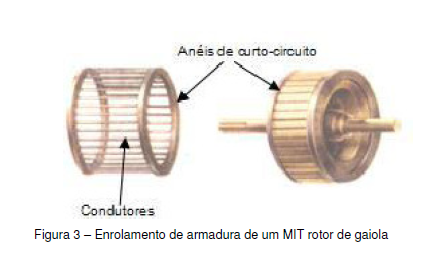 Anéis de curto-circuito
Condutores
Figura 3 – Enrolamento de armadura de um MIT rotor de gaiola